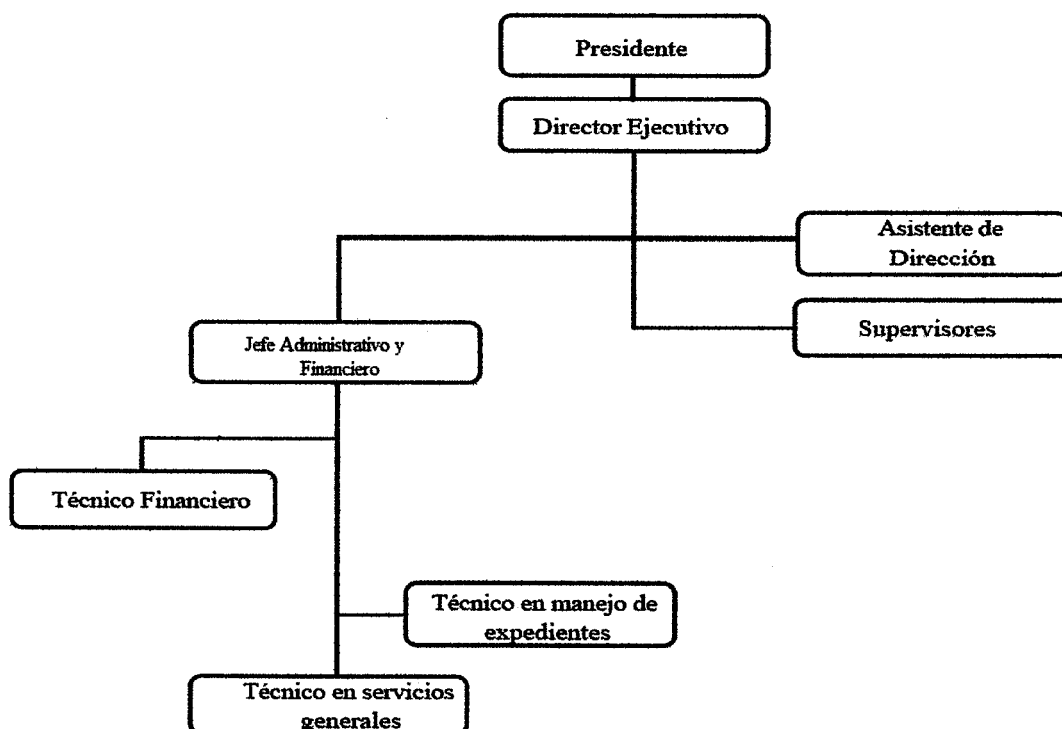 Presidente
Director Ejecutivo
Asistente de
Dirección
Supervisores
Jefe Administrativo y
Financiero
Técnico Financiero
Técnico en manejo de
expedientes
Técnico en servicios
generales